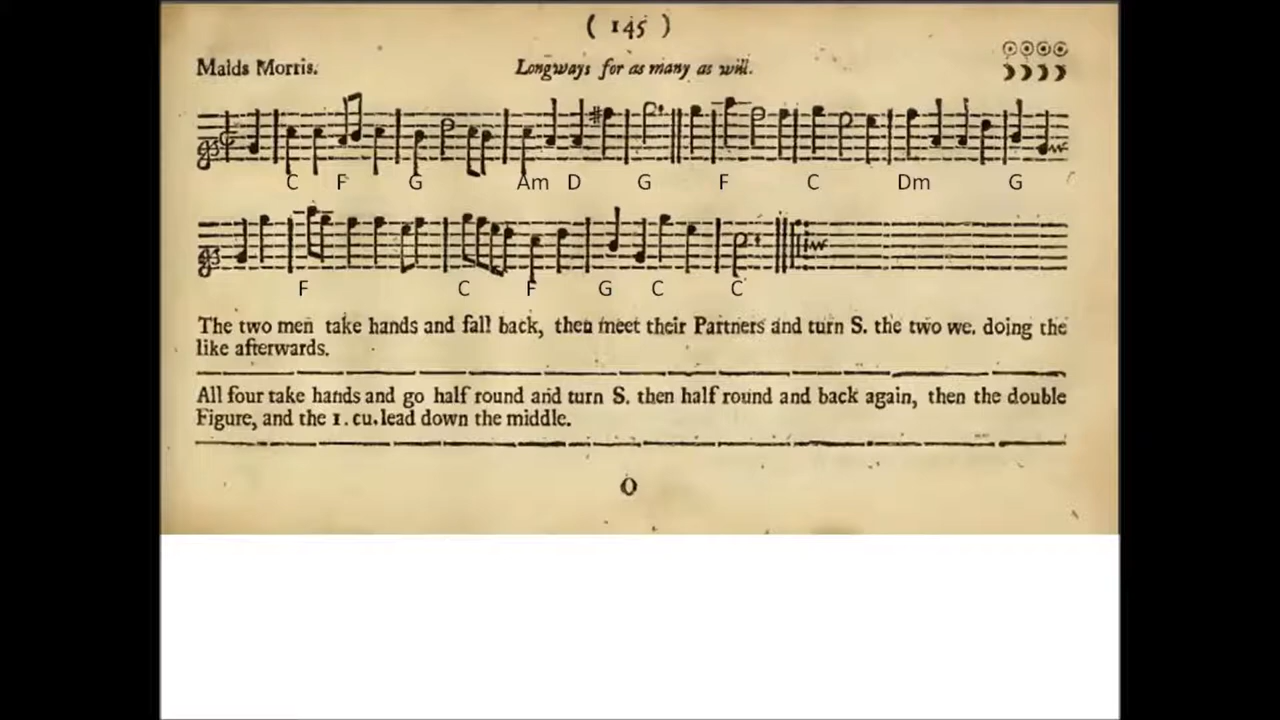 ( 145 )
Maids Morris. Longways for as many as will.
C F G Am D G F C Dm G
F C F G C C
The two men take hands and fall back, then meet their Partners and turn S. the two we. doing the
like afterwards.
All four take hands and go half round and turn S. then half round and back again, then the double
Figure, and the 1. cu. lead down the middle.
O